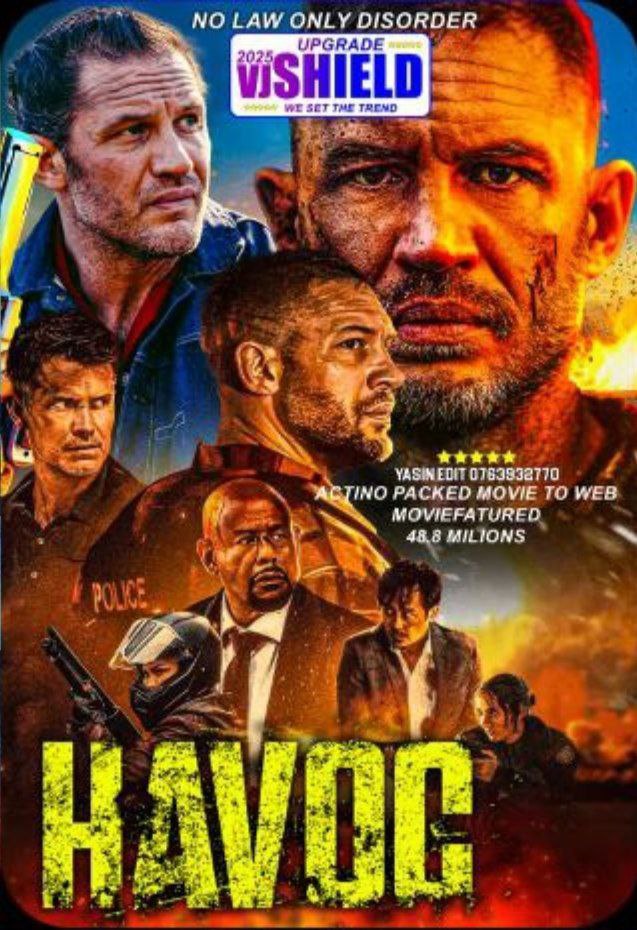 NO LAW ONLY DISORDER
UPGRADE
2025
VJSHIELD
WE SET THE TREND
YASIN EDIT 0763932770
ACTINO PACKED MOVIE TO WEB
MOVIEFATURED
48.8 MILIONS
POLICE
HAVOC